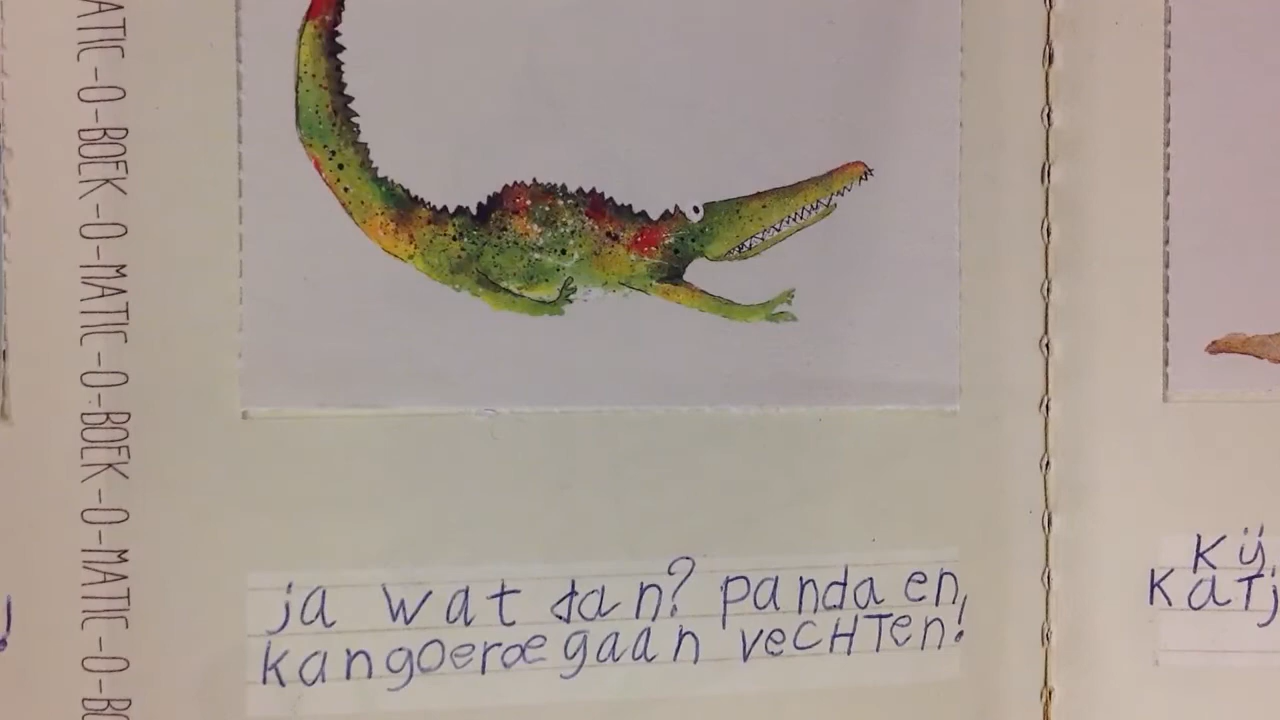 MATIC-O-BOEK-O-MATIC-O-BOEK-O-MATIC-O-BO
ja wat dan? panda en,
kangoeroe gaan vecHTen!